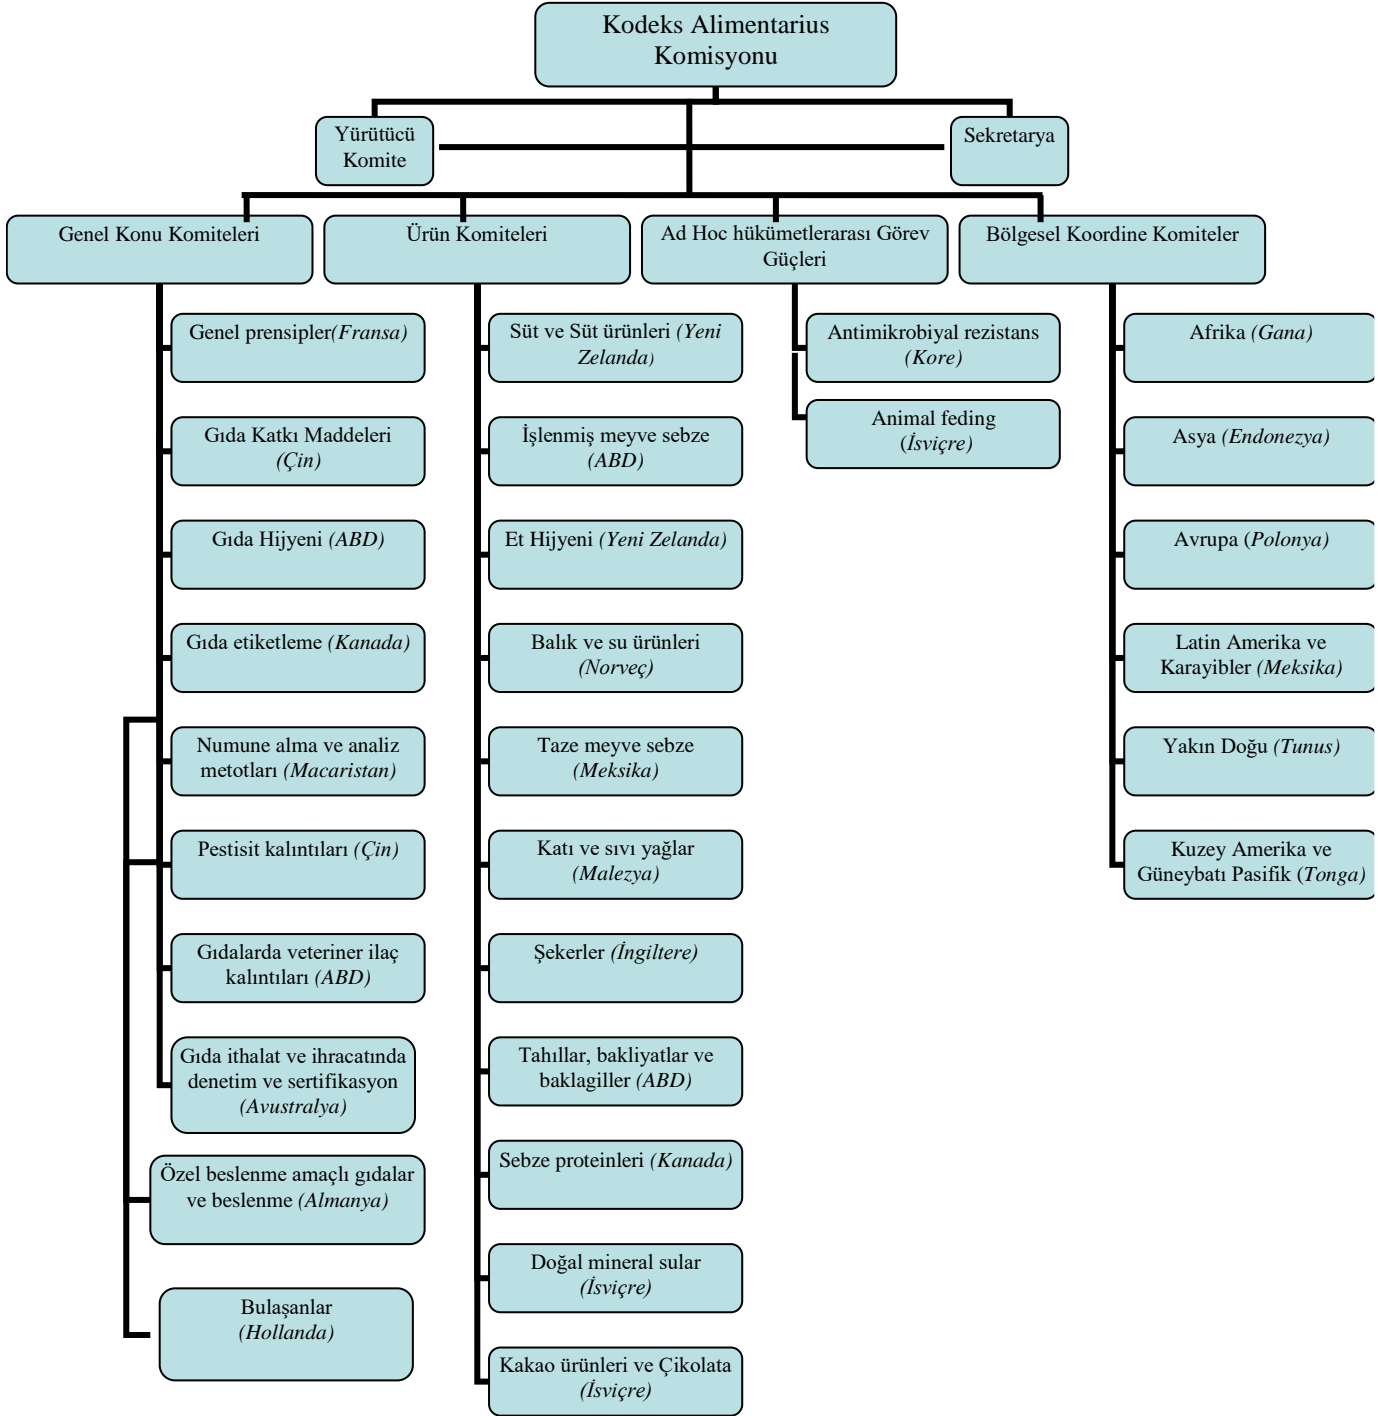 Kodeks Alimentarius
Komisyonu
Yürütücü
Komite
Sekretarya
Genel Konu Komiteleri
Ürün Komiteleri
Ad Hoc hükümetlerarası Görev
Güçleri
Bölgesel Koordine Komiteler
Genel prensipler(Fransa)
Gıda Katkı Maddeleri
(Çin)
Gıda Hijyeni (ABD)
Gıda etiketleme (Kanada)
Numune alma ve analiz
metotları (Macaristan)
Pestisit kalıntıları (Çin)
Gıdalarda veteriner ilaç
kalıntıları (ABD)
Gıda ithalat ve ihracatında
denetim ve sertifikasyon
(Avustralya)
Özel beslenme amaçlı gıdalar
ve beslenme (Almanya)
Bulaşanlar
(Hollanda)
Süt ve Süt ürünleri (Yeni
Zelanda)
İşlenmiş meyve sebze
(ABD)
Et Hijyeni (Yeni Zelanda)
Balık ve su ürünleri
(Norveç)
Taze meyve sebze
(Meksika)
Katı ve sıvı yağlar
(Malezya)
Şekerler (İngiltere)
Tahıllar, bakliyatlar ve
baklagiller (ABD)
Sebze proteinleri (Kanada)
Doğal mineral sular
(İsviçre)
Kakao ürünleri ve Çikolata
(İsviçre)
Antimikrobiyal rezistans
(Kore)
Animal feding
(İsviçre)
Afrika (Gana)
Asya (Endonezya)
Avrupa (Polonya)
Latin Amerika ve
Karayibler (Meksika)
Yakın Doğu (Tunus)
Kuzey Amerika ve
Güneybatı Pasifik (Tonga)